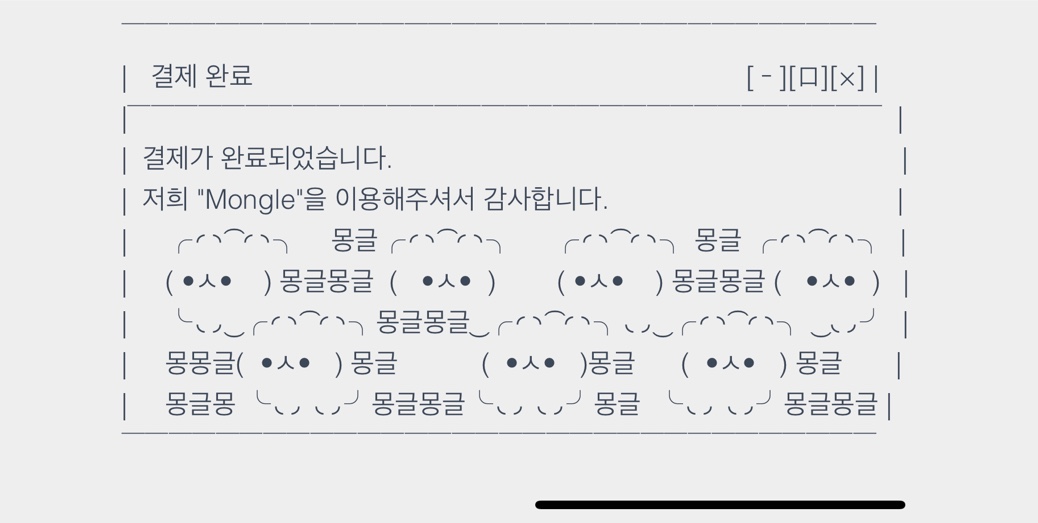 결제 완료 [ - ][ㅁ][×]
결제가 완료되었습니다.
저희 "Mongle"을 이용해주셔서 감사합니다.
몽글 몽글
( •ㅅ• ) 몽글몽글 ( •ㅅ• ) ( •ㅅ• ) 몽글몽글 ( •ㅅ• )
몽글몽글
몽몽글( •ㅅ• ) 몽글 ( •ㅅ• )몽글 ( •ㅅ• ) 몽글
몽글몽 몽글몽글 몽글 몽글몽글